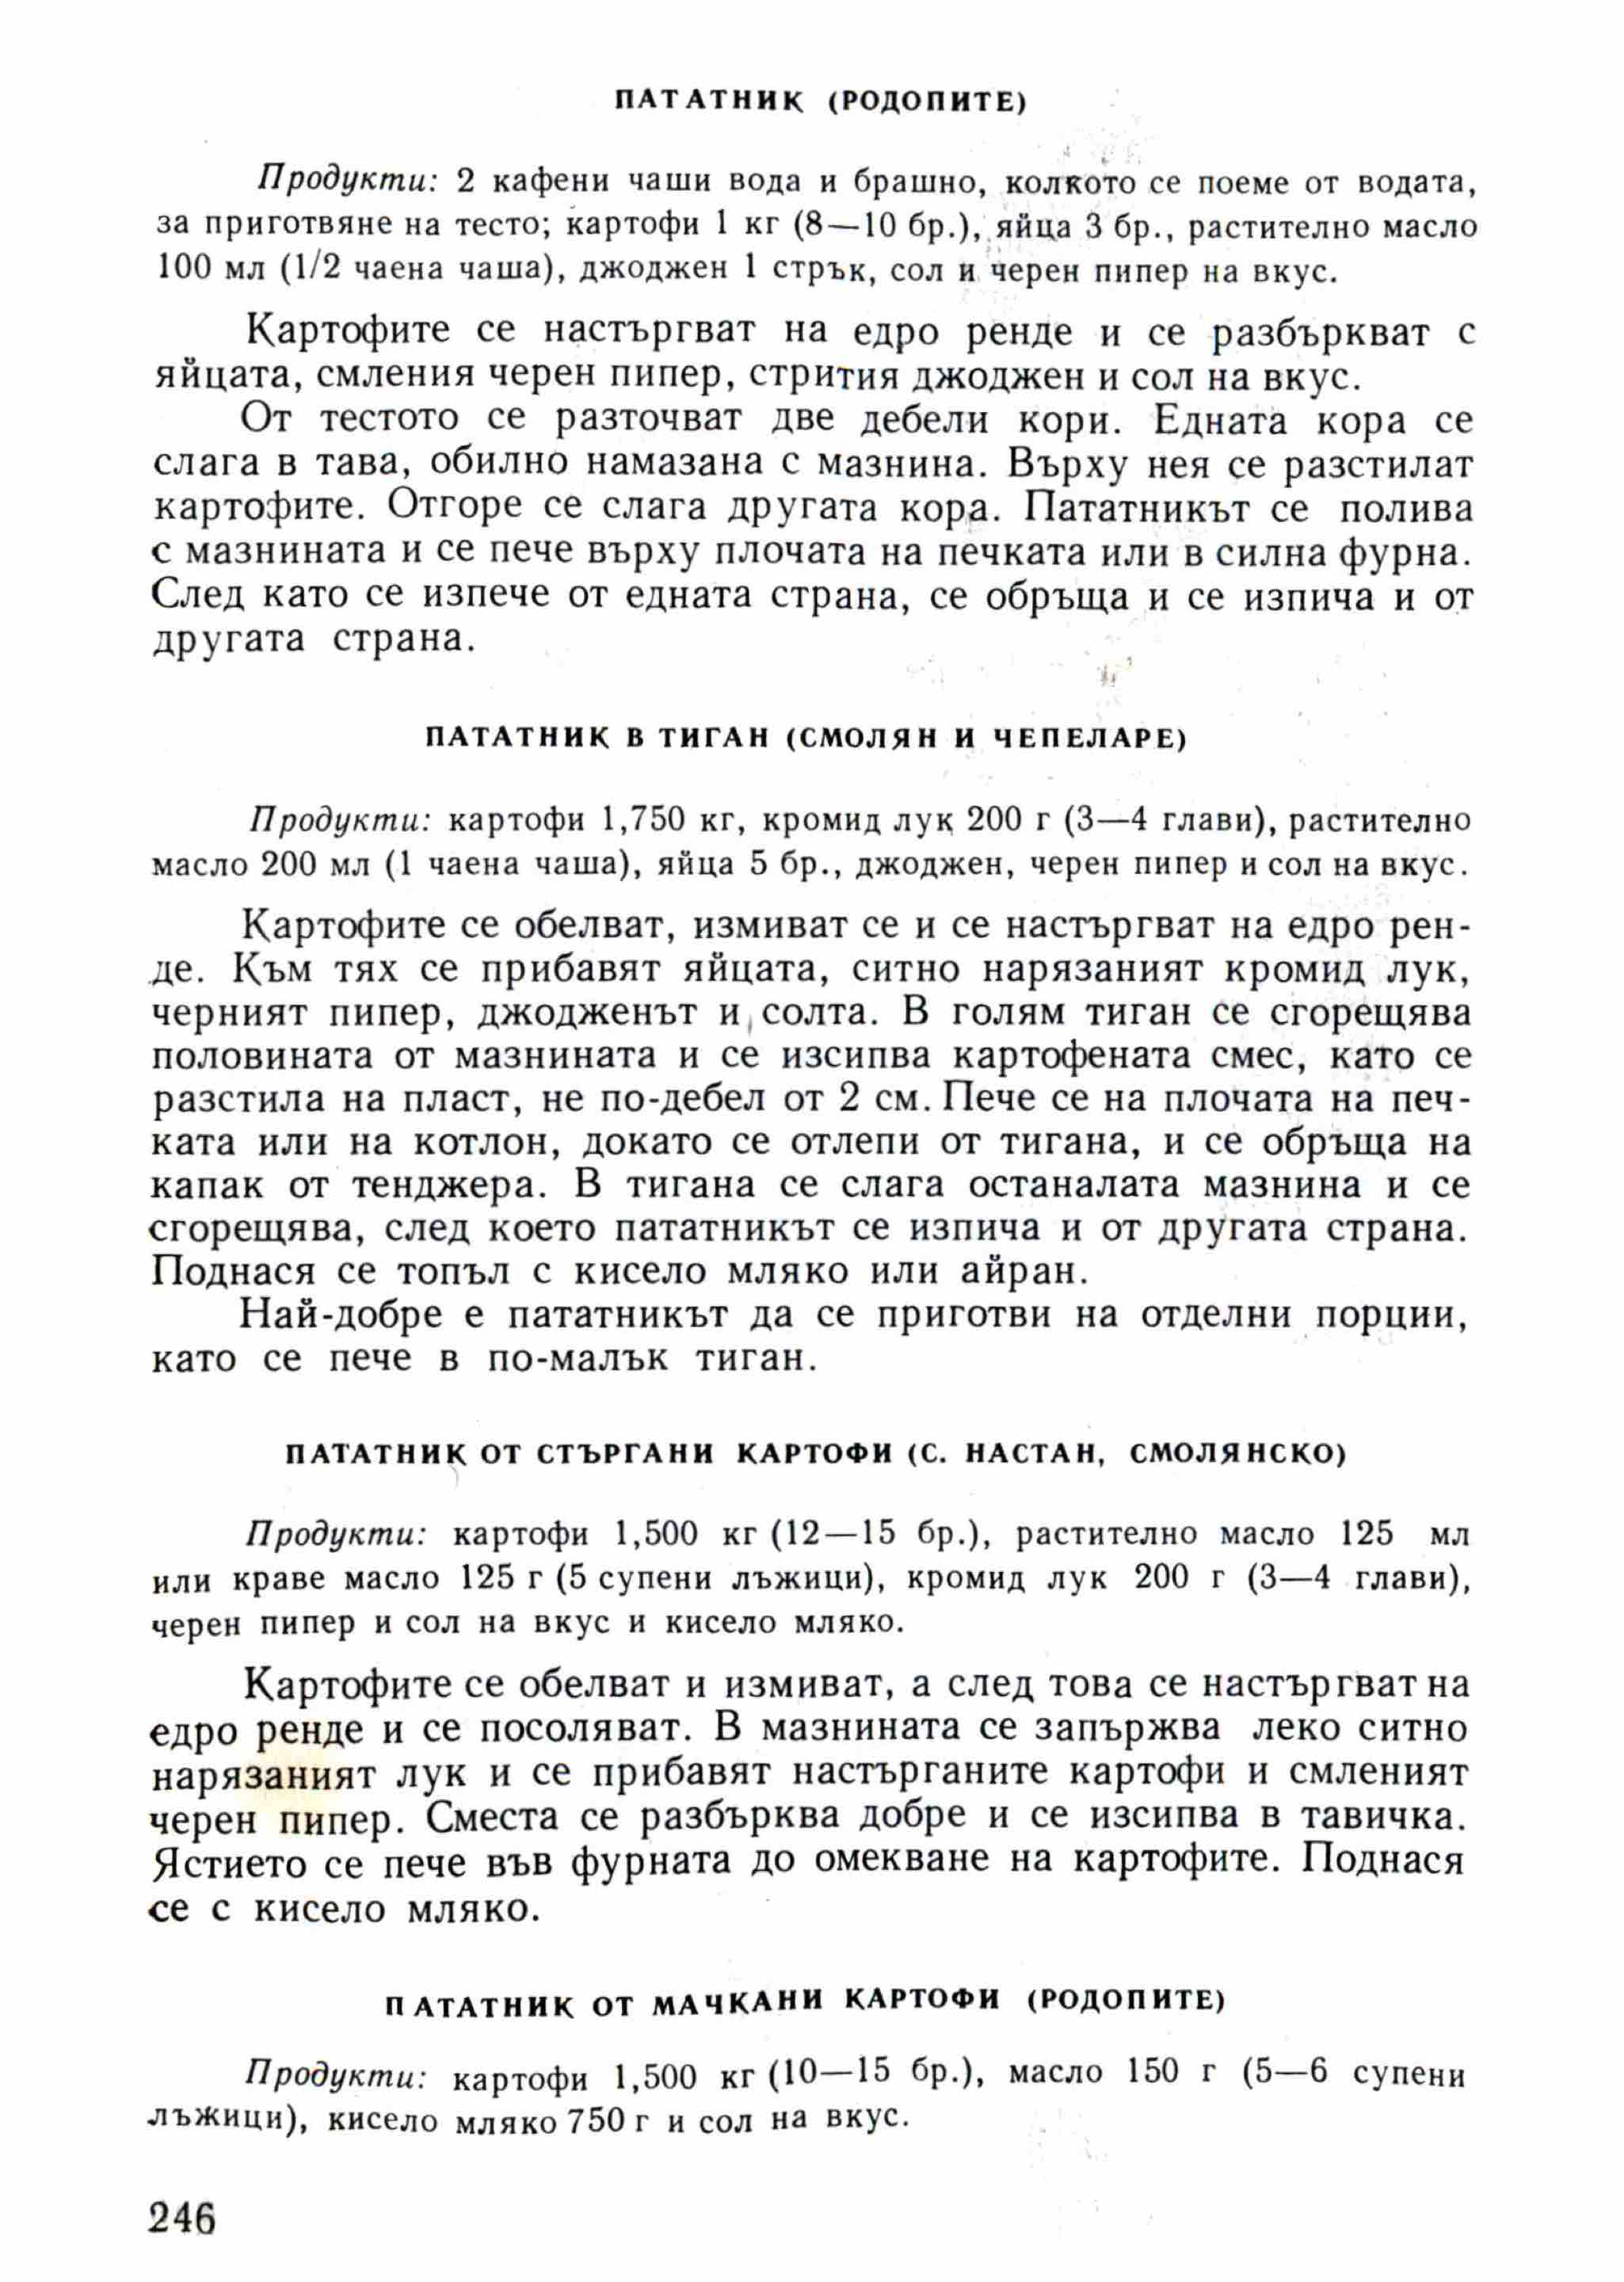 ПАТАТНИК (РОДОПИТЕ)
Продукти: 2 кафени чаши вода и брашно, колкото се поеме от водата,
за приготвяне на тесто; картофи 1 кг (8—10 бр.), яйца 3 бр., растително масло
100 мл (1/2 чаена чаша), джоджен 1 стрък, сол и черен пипер на вкус.
Картофите се настъргват на едро ренде и се разбъркват с
яйцата, смления черен пипер, стрития джоджен и сол на вкус.
От тестото се разточват две дебели кори. Едната кора се
слага в тава, обилно намазана с мазнина. Върху нея се разстилат
картофите. Отгоре се слага другата кора. Пататникът се полива
с мазнината и се пече върху плочата на печката или в силна фурна.
След като се изпече от едната страна, се обръща и се изпича и от
другата страна.
ПАТАТНИК В ТИГАН (СМОЛЯН И ЧЕПЕЛАРЕ)
Продукти: картофи 1,750 кг, кромид лук 200 г (3—4 глави), растително
масло 200 мл (1 чаена чаша), яйца 5 бр., джоджен, черен пипер и сол на вкус.
Картофите се обелват, измиват се и се настъргват на едро рен-
де. Към тях се прибавят яйцата, ситно нарязаният кромид лук,
черният пипер, джодженът и солта. В голям тиган се сгорещява
половината от мазнината и се изсипва картофената смес, като се
разстила на пласт, не по-дебел от 2 см. Пече се на плочата на печ-
ката или на котлон, докато се отлепи от тигана, и се обръща на
капак от тенджера. В тигана се слага останалата мазнина и се
сгорещява, след което пататникът се изпича и от другата страна.
Поднася се топъл с кисело мляко или айран.
Най-добре е пататникът да се приготви на отделни порции,
като се пече в по-малък тиган.
ПАТАТНИК ОТ СТЪРГАНИ КАРТОФИ (С. НАСТАН, СМОЛЯНСКО)
Продукти: картофи 1,500 кг (12—15 бр.), растително масло 125 мл
или краве масло 125 г (5 супени лъжици), кромид лук 200 г (3—4 глави),
черен пипер и сол на вкус и кисело мляко.
Картофите се обелват и измиват, а след това се настъргват на
едро ренде и се посоляват. В мазнината се запържва леко ситно
нарязаният лук и се прибавят настърганите картофи и смленият
черен пипер. Сместа се разбърква добре и се изсипва в тавичка.
Ястието се пече във фурната до омекване на картофите. Поднася
се с кисело мляко.
ПАТАТНИК ОТ МАЧКАНИ КАРТОФИ (РОДОПИТЕ)
Продукти: картофи 1,500 кг (10—15 бр.), масло 150 г (5—6 супени
лъжици), кисело мляко 750 г и сол на вкус.
246